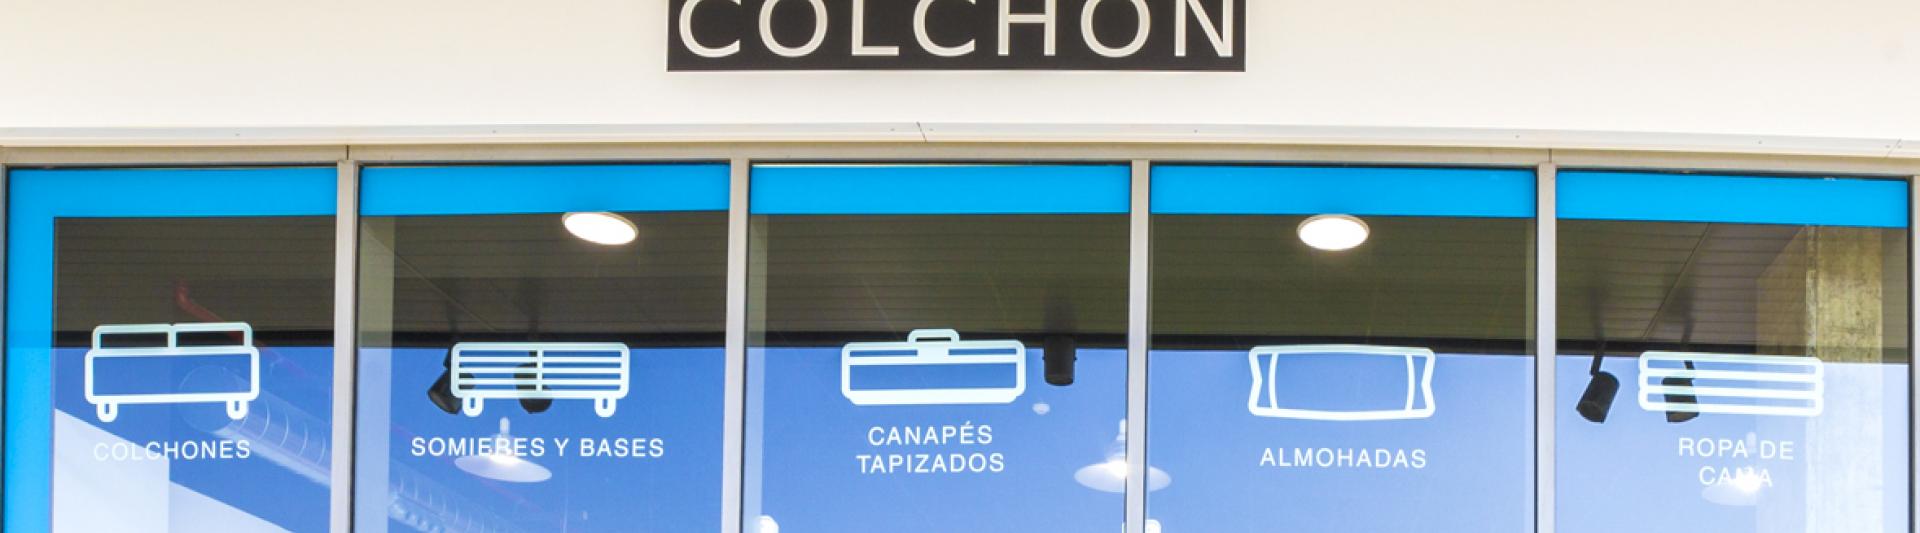 COLCHON
COLCHONES
SOMIERES Y BASES
CANAPÉS
TAPIZADOS
ALMOHADAS
ROPA DE
CAMA